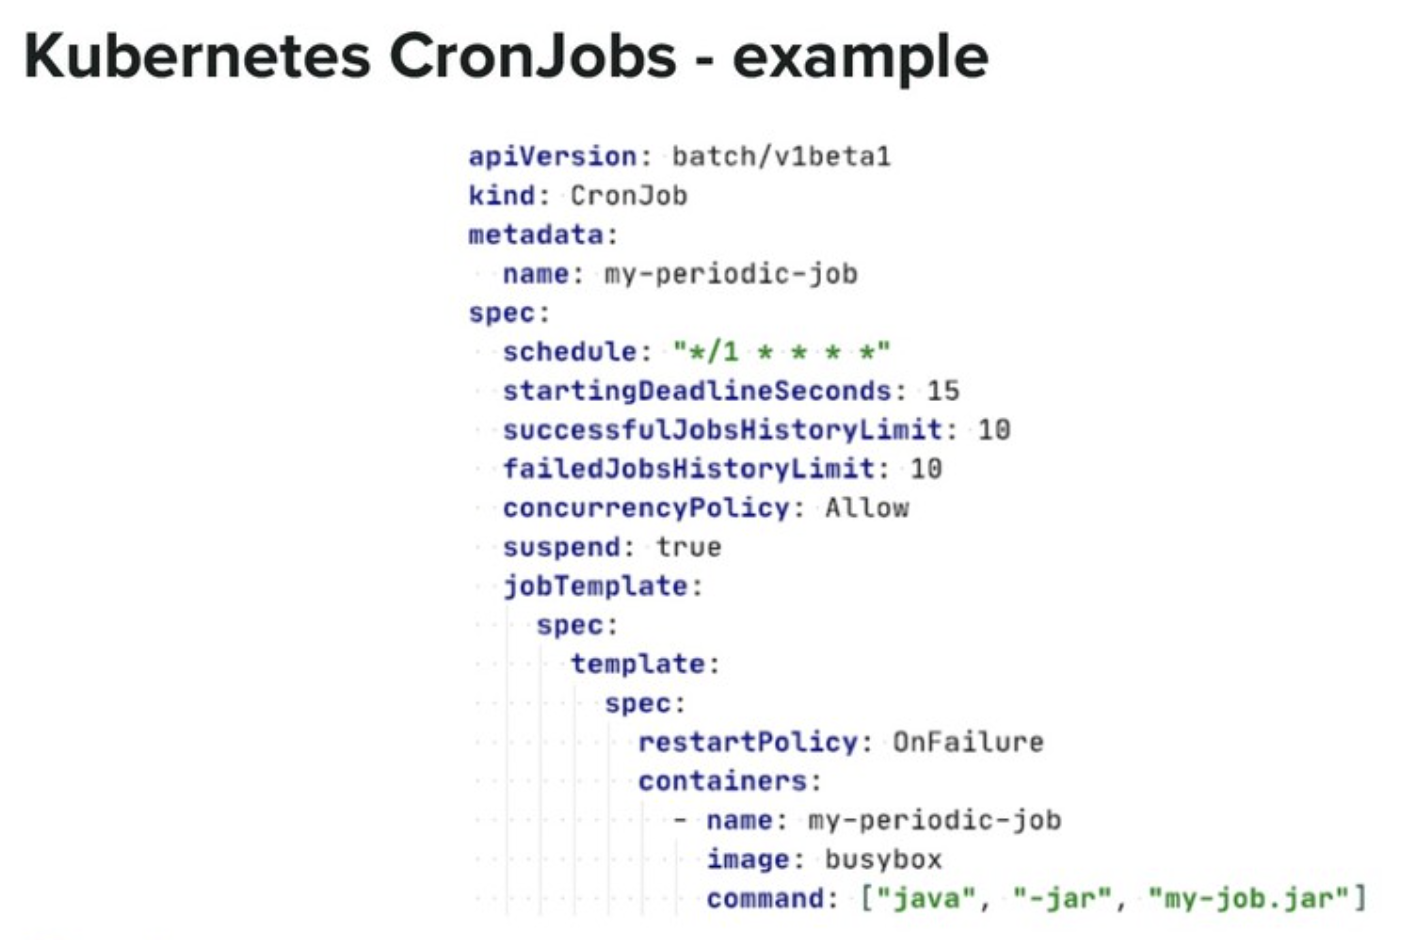 Kubernetes CronJobs - example
apiVersion: batch/v1beta1
kind: CronJob
metadata:
  name: my-periodic-job
spec:
  schedule: "*/1 * * * *"
  startingDeadlineSeconds: 15
  successfulJobsHistoryLimit: 10
  failedJobsHistoryLimit: 10
  concurrencyPolicy: Allow
  suspend: true
  jobTemplate:
    spec:
      template:
        spec:
          restartPolicy: OnFailure
          containers:
            - name: my-periodic-job
              image: busybox
              command: ["java", "-jar", "my-job.jar"]